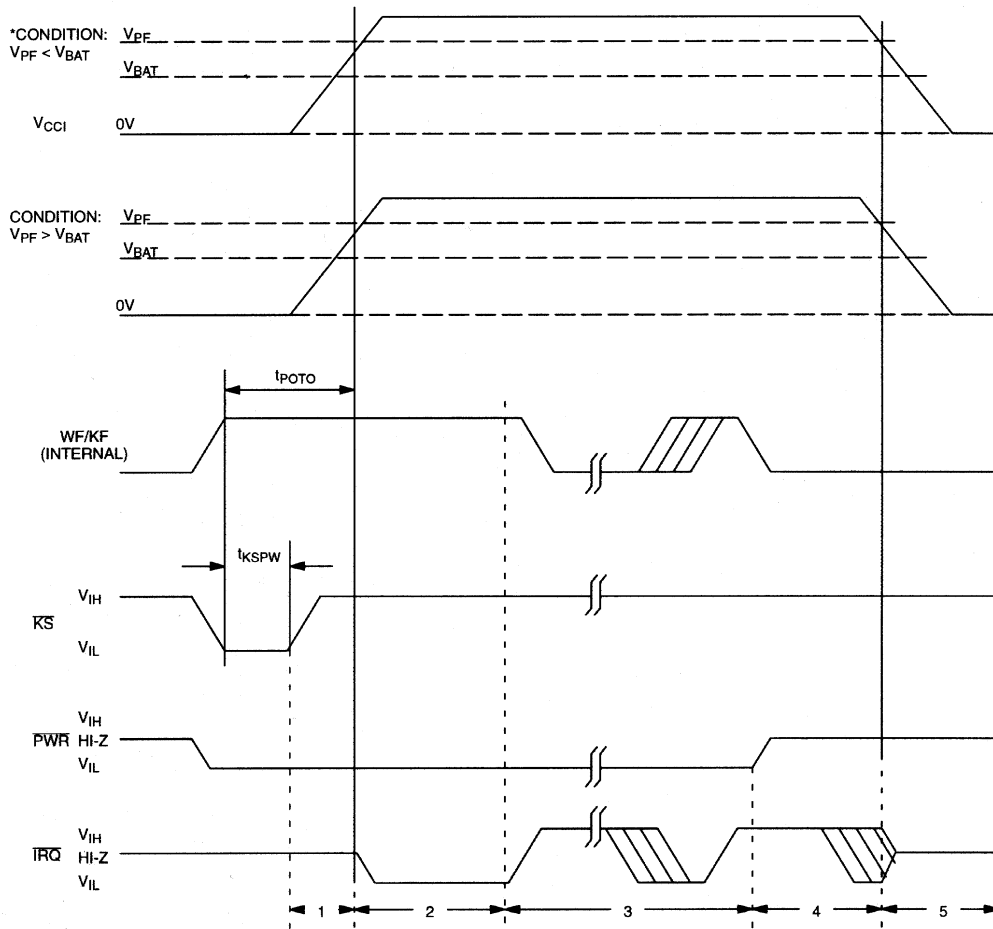 *CONDITION:
VPF < VBAT
VPF
VBAT
VCCI
0V
CONDITION:
VPF > VBAT
VPF
VBAT
0V
tPOTO
WF/KF
(INTERNAL)
tKSPW
VIH
KS
VIL
VIH
PWR HI-Z
VIL
VIH
IRQ HI-Z
VIL
1 2 3 4 5